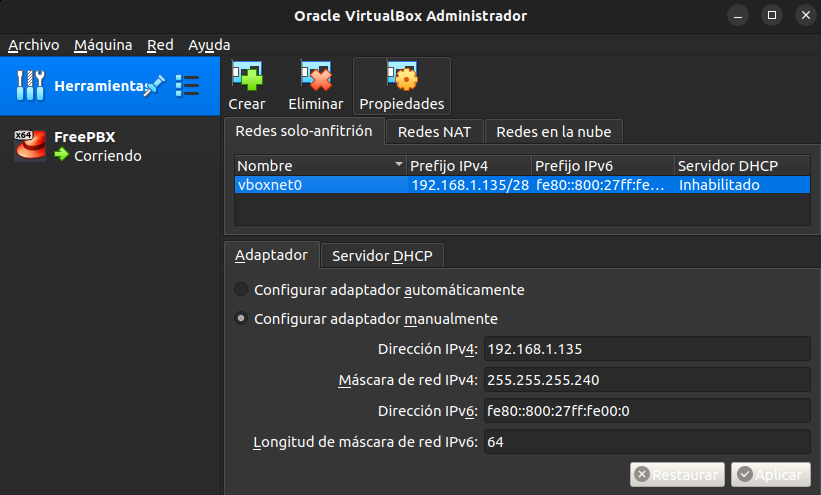 Oracle VirtualBox Administrador
Archivo Máquina Red Ayuda
Herramientas
Crear Eliminar Propiedades
x64
FreePBX
Corriendo
Redes solo-anfitrión Redes NAT Redes en la nube
Nombre Prefijo IPv4 Prefijo IPv6 Servidor DHCP
vboxnet0 192.168.1.135/28 fe80::800:27ff:fe... Inhabilitado
Adaptador Servidor DHCP
Configurar adaptador automáticamente
Configurar adaptador manualmente
Dirección IPv4: 192.168.1.135
Máscara de red IPv4: 255.255.255.240
Dirección IPv6: fe80::800:27ff:fe00:0
Longitud de máscara de red IPv6: 64
Restaurar Aplicar